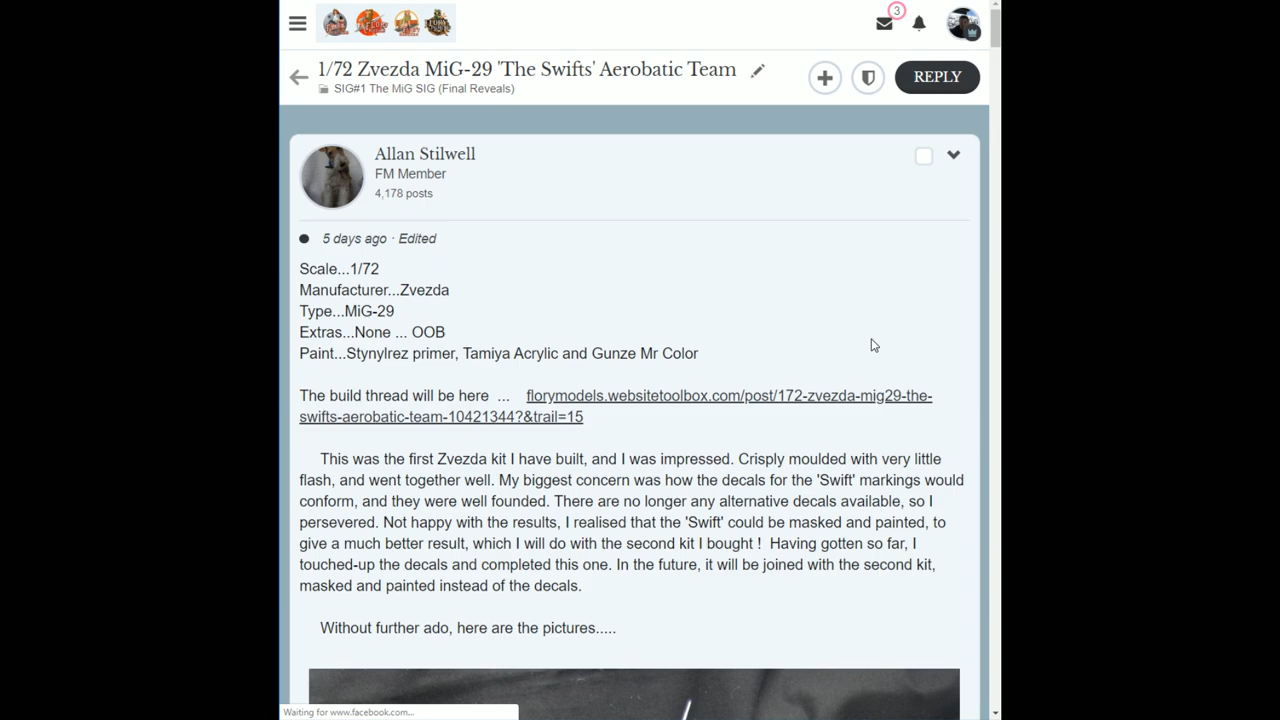 3
1/72 Zvezda MiG-29 'The Swifts' Aerobatic Team
SIG#1 The MiG SIG (Final Reveals)
REPLY
Allan Stilwell
FM Member
4,178 posts
5 days ago · Edited
Scale...1/72
Manufacturer...Zvezda
Type...MiG-29
Extras...None ... OOB
Paint...Stynylrez primer, Tamiya Acrylic and Gunze Mr Color
The build thread will be here ... florymodels.websitetoolbox.com/post/172-zvezda-mig29-the-
swifts-aerobatic-team-10421344?&trail=15
This was the first Zvezda kit I have built, and I was impressed. Crisply moulded with very little
flash, and went together well. My biggest concern was how the decals for the 'Swift' markings would
conform, and they were well founded. There are no longer any alternative decals available, so I
persevered. Not happy with the results, I realised that the 'Swift' could be masked and painted, to
give a much better result, which I will do with the second kit I bought ! Having gotten so far, I
touched-up the decals and completed this one. In the future, it will be joined with the second kit,
masked and painted instead of the decals.
Without further ado, here are the pictures.....
Waiting for www.facebook.com...